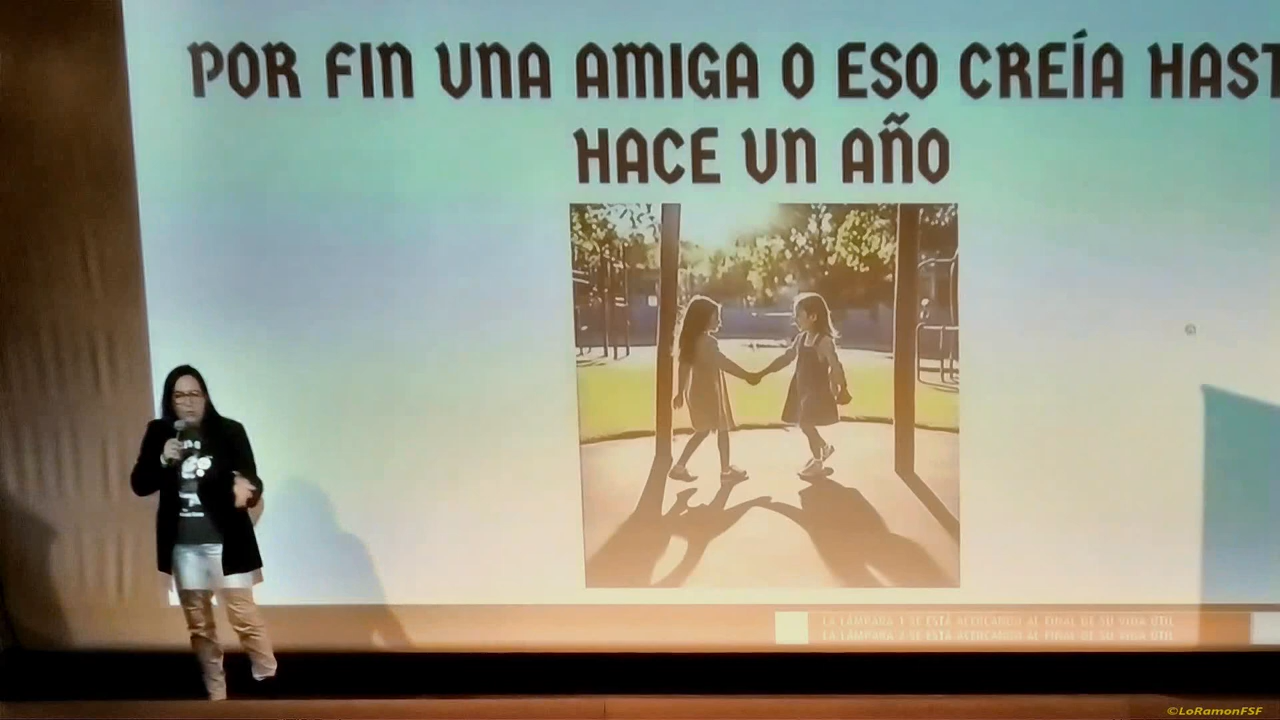 POR FIN UNA AMIGA O ESO CREÍA HAST
HACE UN AÑO
LA LÁMPARA 1 SE ESTÁ ACERCANDO AL FINAL DE SU VIDA ÚTIL
LA LÁMPARA 2 SE ESTÁ ACERCANDO AL FINAL DE SU VIDA ÚTIL
©LoRamonFSF